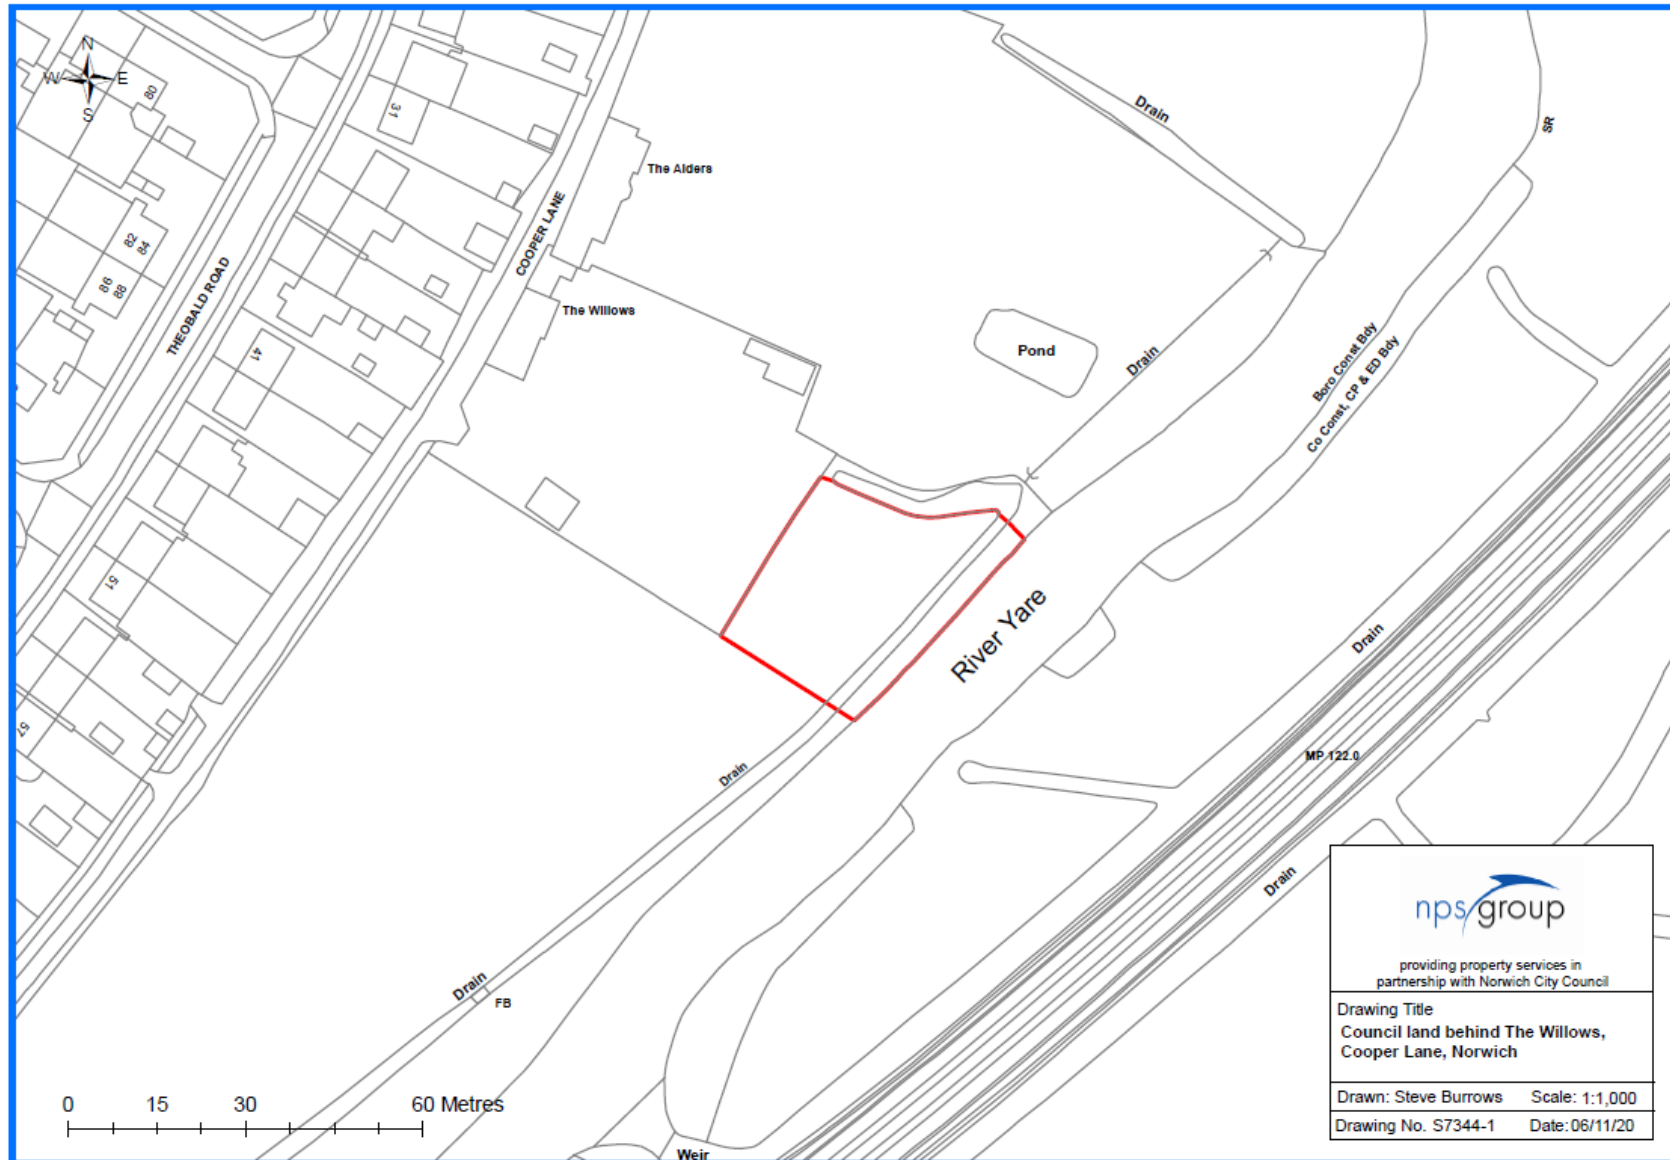 N
W
E
S
80
31
Drain
SR
The Alders
COOPER LANE
82
84
86
88
THEOBALD ROAD
The Willows
41
Pond
Drain
Boro Const Bdy
Co Const, CP & ED Bdy
51
River Yare
Drain
57
Drain
MP 122.0
Drain
Drain
FB
Weir
0 15 30 60 Metres
nps group
providing property services in
partnership with Norwich City Council
Drawing Title
Council land behind The Willows,
Cooper Lane, Norwich
Drawn: Steve Burrows Scale: 1:1,000
Drawing No. S7344-1 Date: 06/11/20